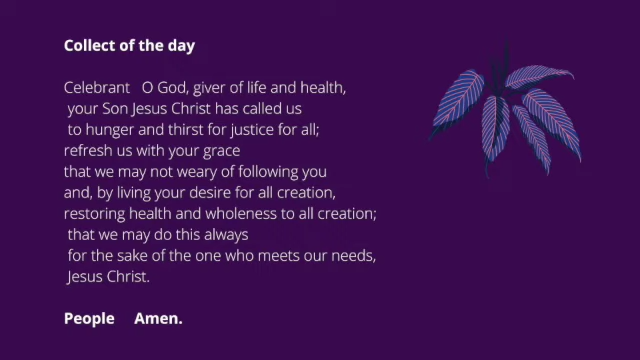 Collect of the day
Celebrant O God, giver of life and health,
your Son Jesus Christ has called us
to hunger and thirst for justice for all;
refresh us with your grace
that we may not weary of following you
and, by living your desire for all creation,
restoring health and wholeness to all creation;
that we may do this always
for the sake of the one who meets our needs,
Jesus Christ.
People Amen.